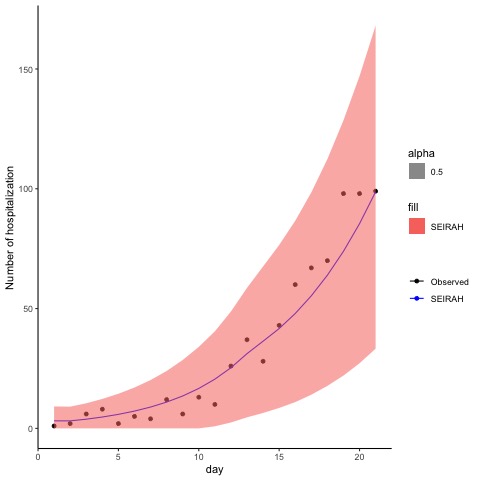 150
100
50
0
Number of hospitalization
0 5 10 15 20
day
alpha
0.5
fill
SEIRAH
Observed
SEIRAH